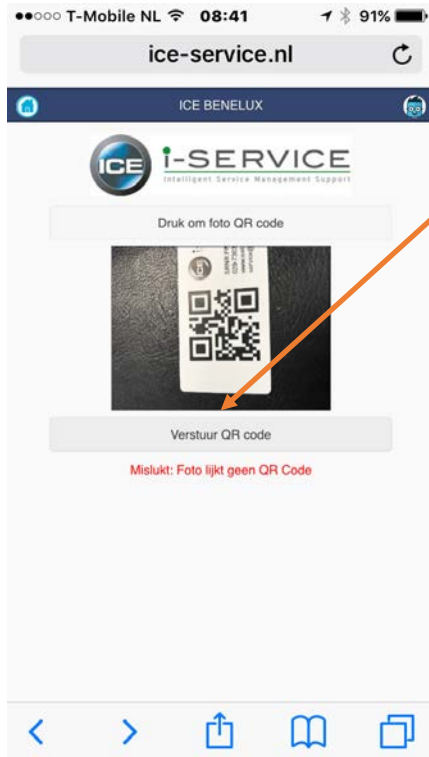 T-Mobile NL 08:41 91%
ice-service.nl
ICE BENELUX
ICE i-SERVICE
Intelligent Service Management Support
Druk om foto QR code
Verstuur QR code
Mislukt: Foto lijkt geen QR Code